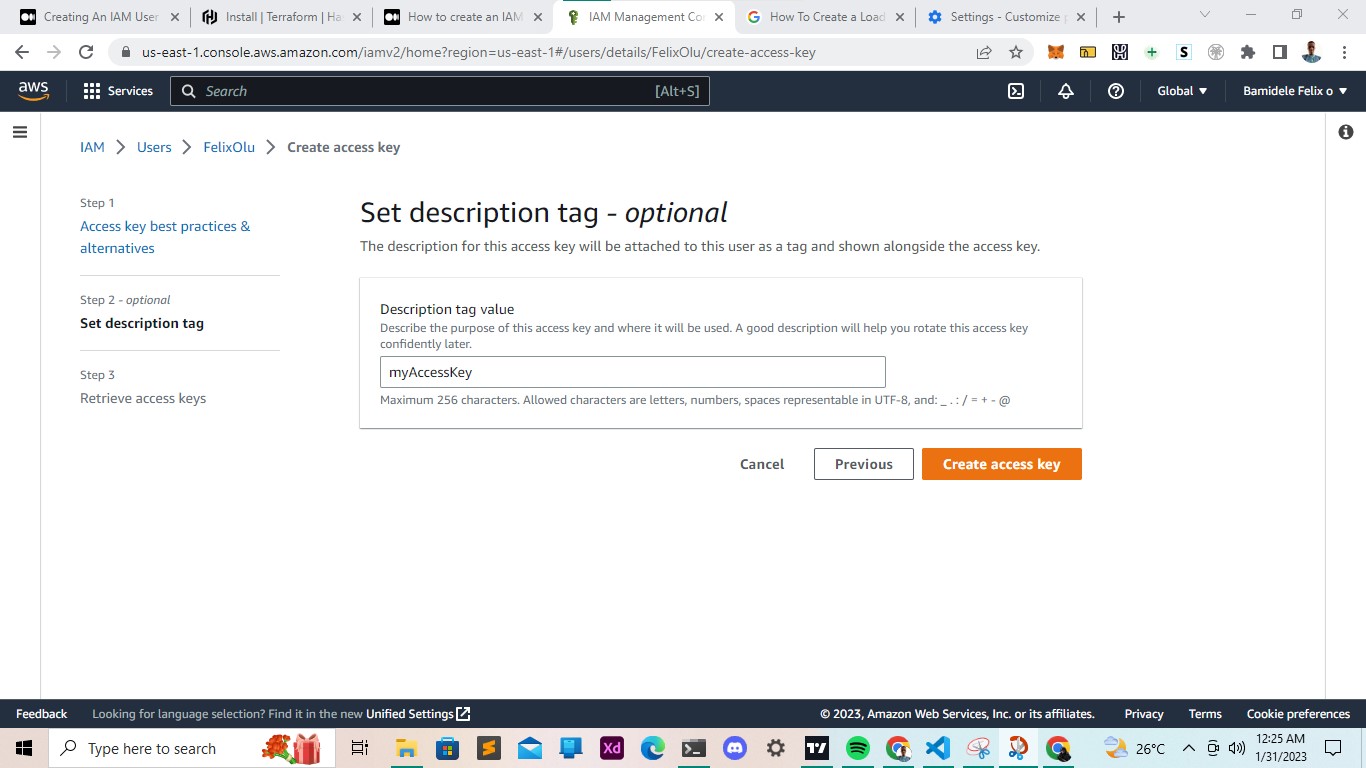 Creating An IAM User
Install | Terraform | Ha
How to create an IAM
IAM Management Co
How To Create a Load
Settings - Customize
us-east-1.console.aws.amazon.com/iamv2/home?region=us-east-1#/users/details/FelixOlu/create-access-key
aws
Services
Search
[Alt+S]
Global
Bamidele Felix o
IAM
Users
FelixOlu
Create access key
Step 1
Access key best practices &
alternatives
Step 2 - optional
Set description tag
Step 3
Retrieve access keys
Set description tag - optional
The description for this access key will be attached to this user as a tag and shown alongside the access key.
Description tag value
Describe the purpose of this access key and where it will be used. A good description will help you rotate this access key
confidently later.
myAccessKey
Maximum 256 characters. Allowed characters are letters, numbers, spaces representable in UTF-8, and: _ . : / = + - @
Cancel
Previous
Create access key
Feedback
Looking for language selection? Find it in the new Unified Settings
© 2023, Amazon Web Services, Inc. or its affiliates.
Privacy
Terms
Cookie preferences
Type here to search
Xd
26°C
12:25 AM
1/31/2023